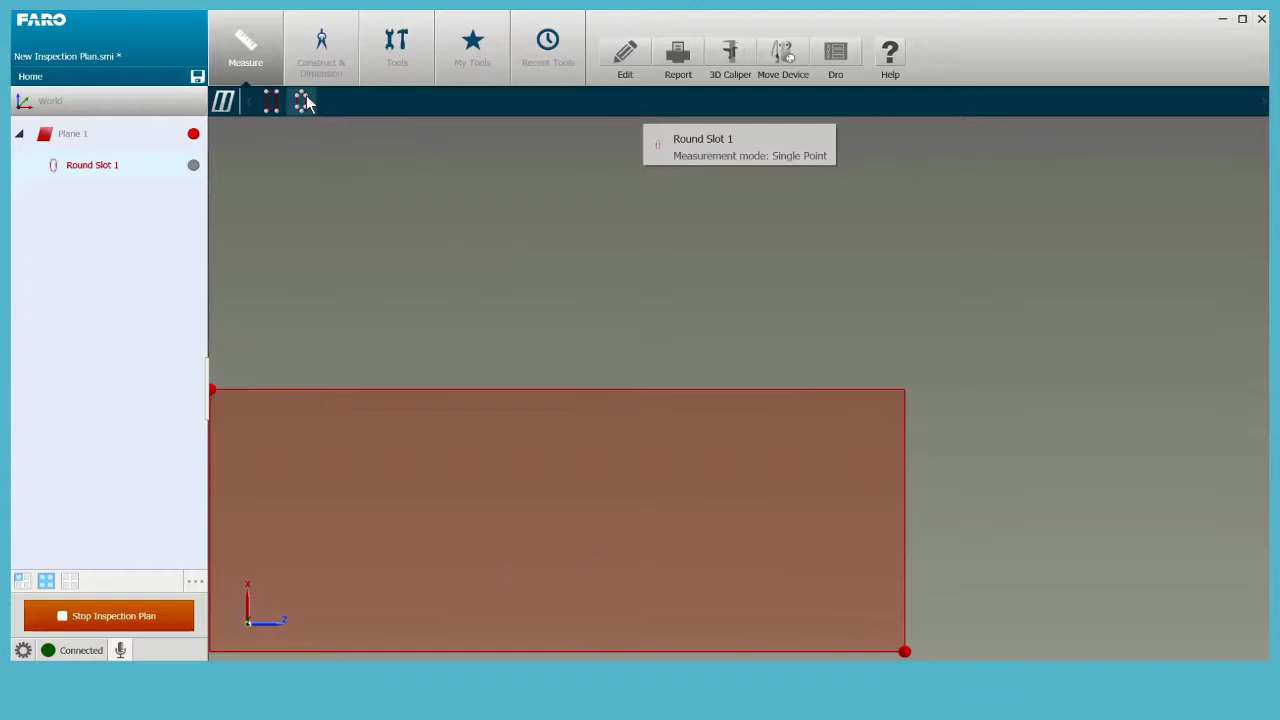 FARO
New Inspection Plan.smi *
Home
Measure
Construct &
Dimension
Tools
My Tools
Recent Tools
Edit
Report
3D Caliper
Move Device
Dro
Help
World
Plane 1
Round Slot 1
Round Slot 1
Measurement mode: Single Point
X
Z
Stop Inspection Plan
Connected